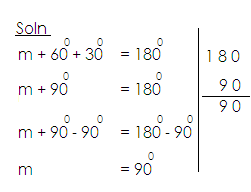 Soln
m + 60⁰ + 30⁰ = 180⁰
m + 90⁰ = 180⁰
m + 90⁰ - 90⁰ = 180⁰ - 90⁰
m = 90⁰
180
90
90